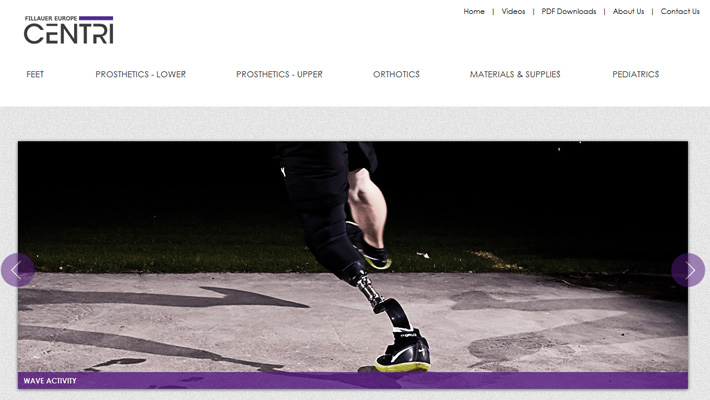 Home | Videos | PDF Downloads | About Us | Contact Us
FILLAUER EUROPE
CENTRI
FEET PROSTHETICS - LOWER PROSTHETICS - UPPER ORTHOTICS MATERIALS & SUPPLIES PEDIATRICS
WAVE ACTIVITY